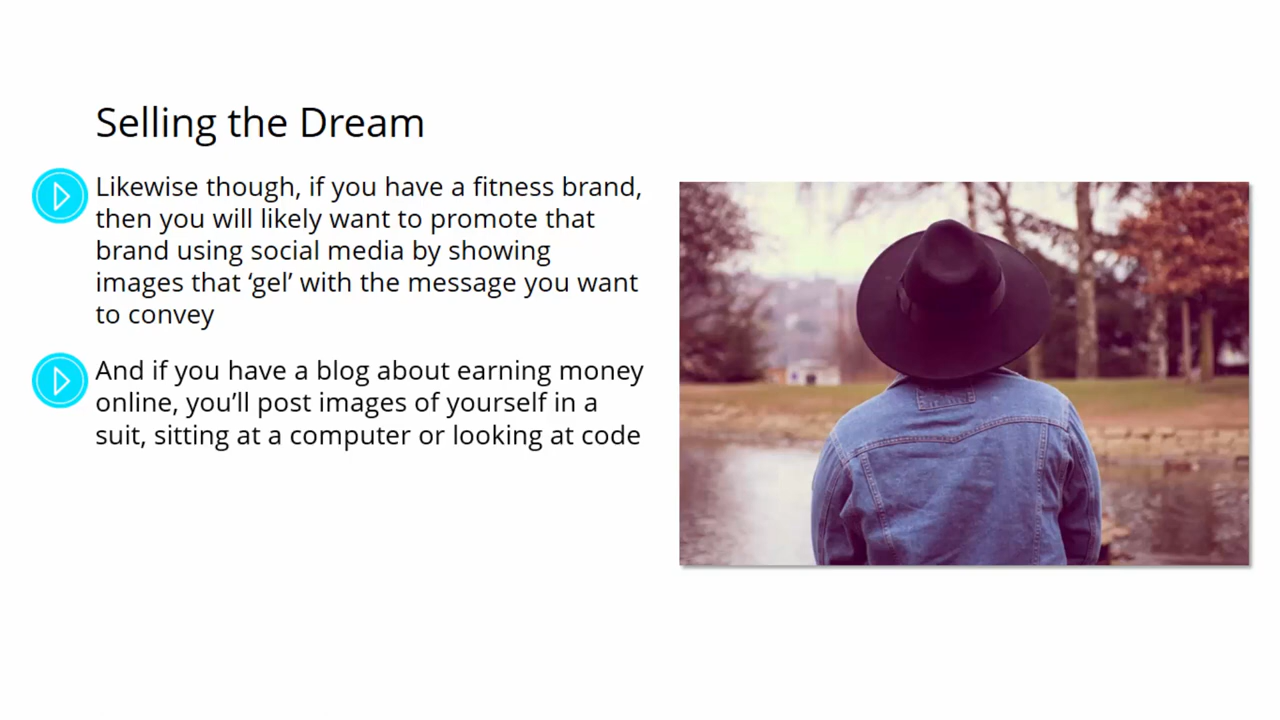 Selling the Dream
Likewise though, if you have a fitness brand,
then you will likely want to promote that
brand using social media by showing
images that ‘gel’ with the message you want
to convey
And if you have a blog about earning money
online, you’ll post images of yourself in a
suit, sitting at a computer or looking at code